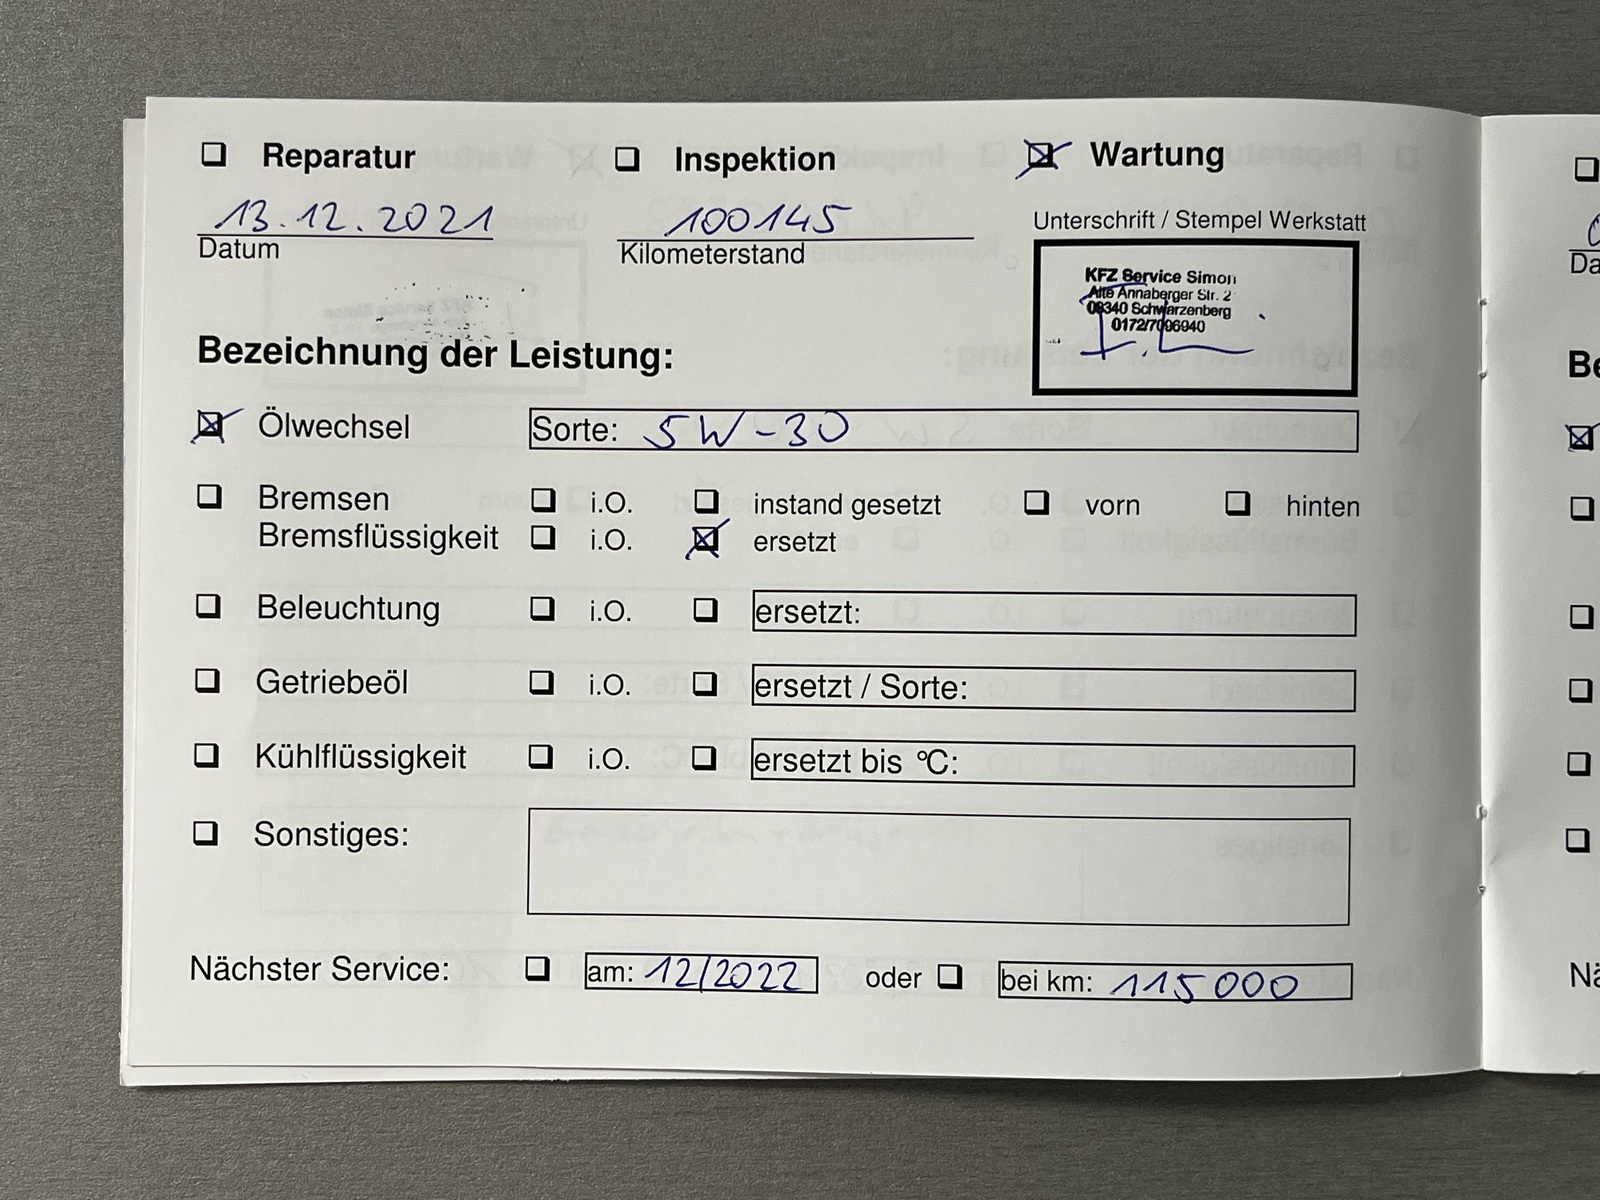 ❏ Reparatur ❏ Inspektion ☒ Wartung
13.12.2021 100145
Datum Kilometerstand
Unterschrift / Stempel Werkstatt
KFZ Service Simon
Alte Annaberger Str. 2
08340 Schwarzenberg
0172/7096940
Bezeichnung der Leistung:
☒ Ölwechsel Sorte: 5W-30
❏ Bremsen ❏ i.O. ❏ instand gesetzt ❏ vorn ❏ hinten
Bremsflüssigkeit ❏ i.O. ☒ ersetzt
❏ Beleuchtung ❏ i.O. ❏ ersetzt:
❏ Getriebeöl ❏ i.O. ❏ ersetzt / Sorte:
❏ Kühlflüssigkeit ❏ i.O. ❏ ersetzt bis °C:
❏ Sonstiges:
Nächster Service: ❏ am: 12/2022 oder ❏ bei km: 115000